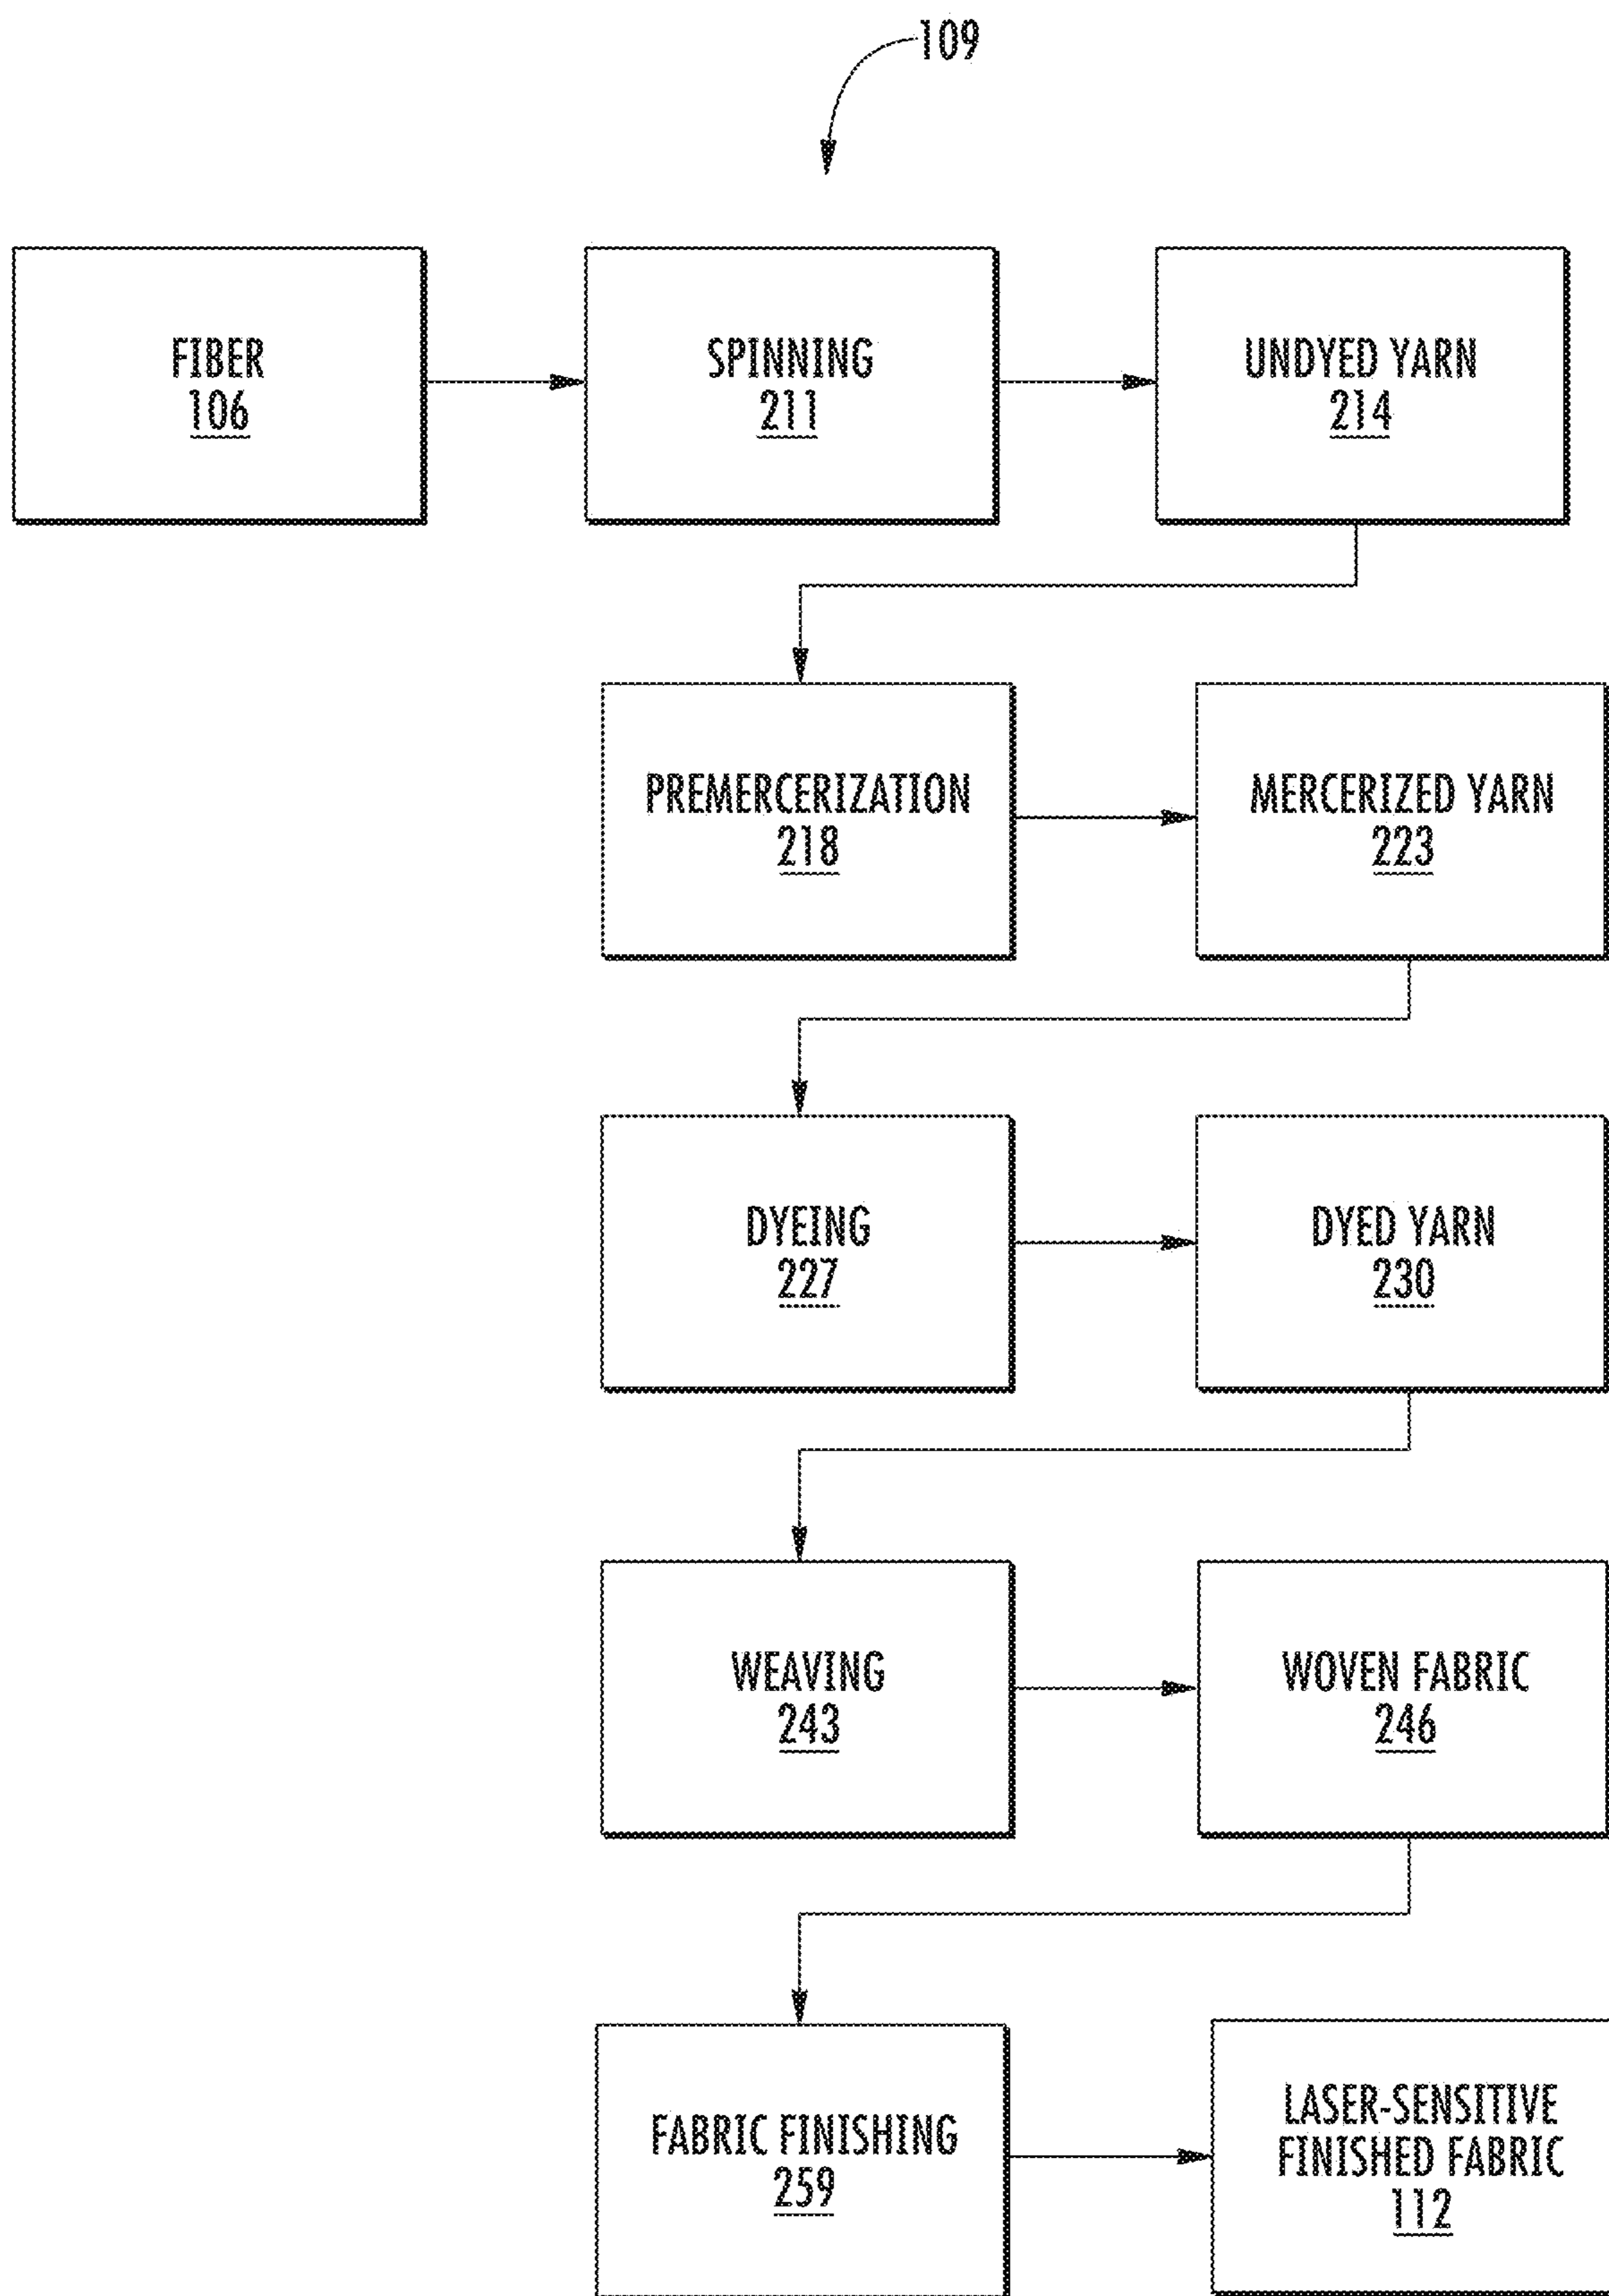 109
FIBER
106
SPINNING
211
UNDYED YARN
214
PREMERCERIZATION
218
MERCERIZED YARN
223
DYEING
227
DYED YARN
230
WEAVING
243
WOVEN FABRIC
246
FABRIC FINISHING
259
LASER-SENSITIVE
FINISHED FABRIC
112